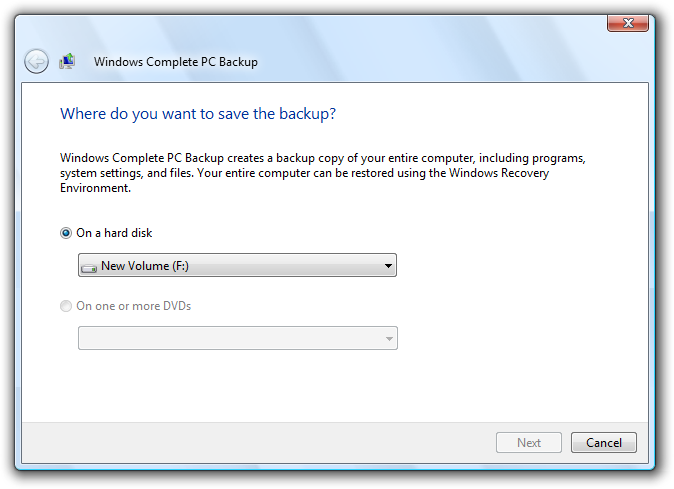 Windows Complete PC Backup
Where do you want to save the backup?
Windows Complete PC Backup creates a backup copy of your entire computer, including programs,
system settings, and files. Your entire computer can be restored using the Windows Recovery
Environment.
On a hard disk
New Volume (F:)
On one or more DVDs
Next
Cancel